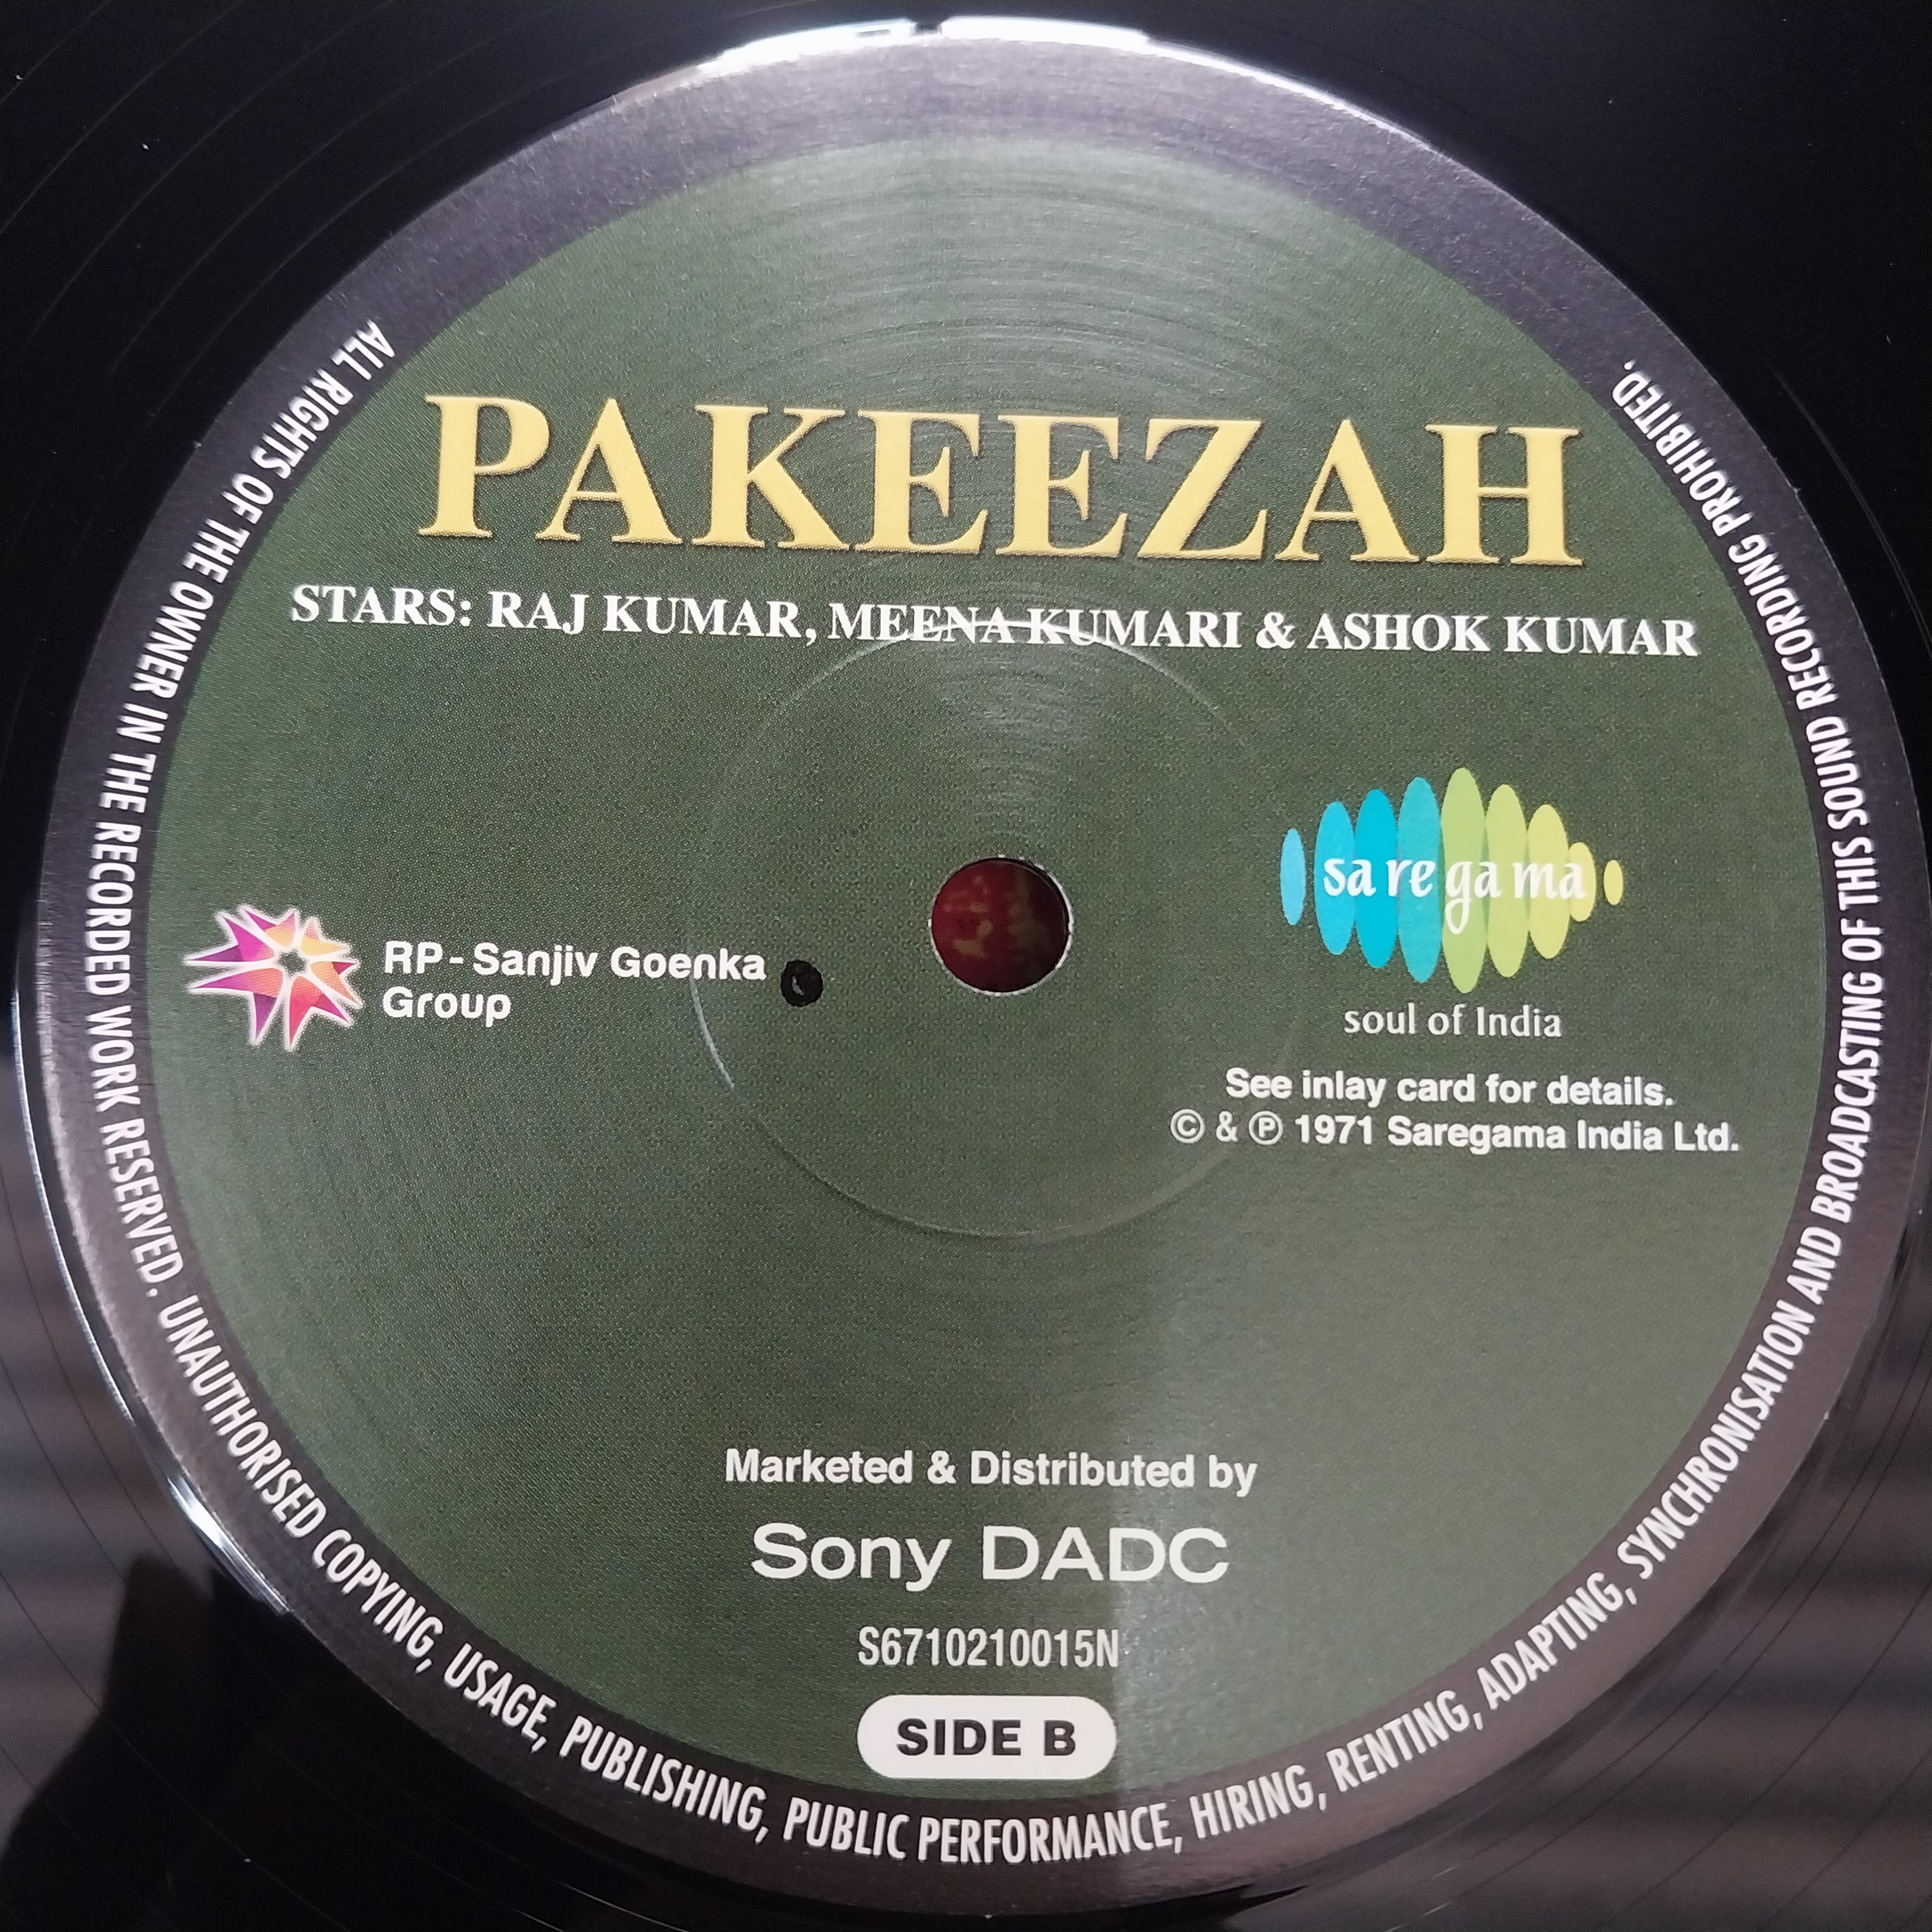 PAKEEZAH
STARS: RAJ KUMAR, MEENA KUMARI & ASHOK KUMAR
RP-Sanjiv Goenka
Group
sa re ga ma
soul of India
See inlay card for details.
© & ℗ 1971 Saregama India Ltd.
Marketed & Distributed by
Sony DADC
S6710210015N
SIDE B
ALL RIGHTS OF THE OWNER IN THE RECORDED WORK RESERVED. UNAUTHORISED COPYING, USAGE, PUBLISHING, PUBLIC PERFORMANCE, HIRING, RENTING, ADAPTING, SYNCHRONISATION AND BROADCASTING OF THIS SOUND RECORDING PROHIBITED.